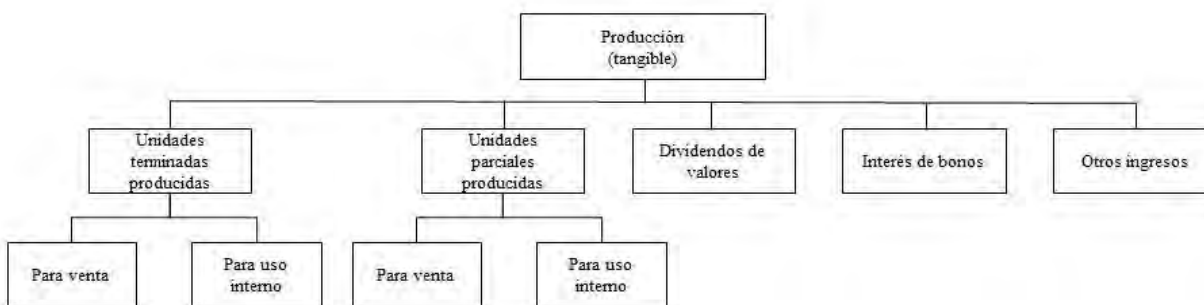 Producción
(tangible)
Unidades
terminadas
producidas
Unidades
parciales
producidas
Dividendos de
valores
Interés de bonos
Otros ingresos
Para venta
Para uso
interno
Para venta
Para uso
interno